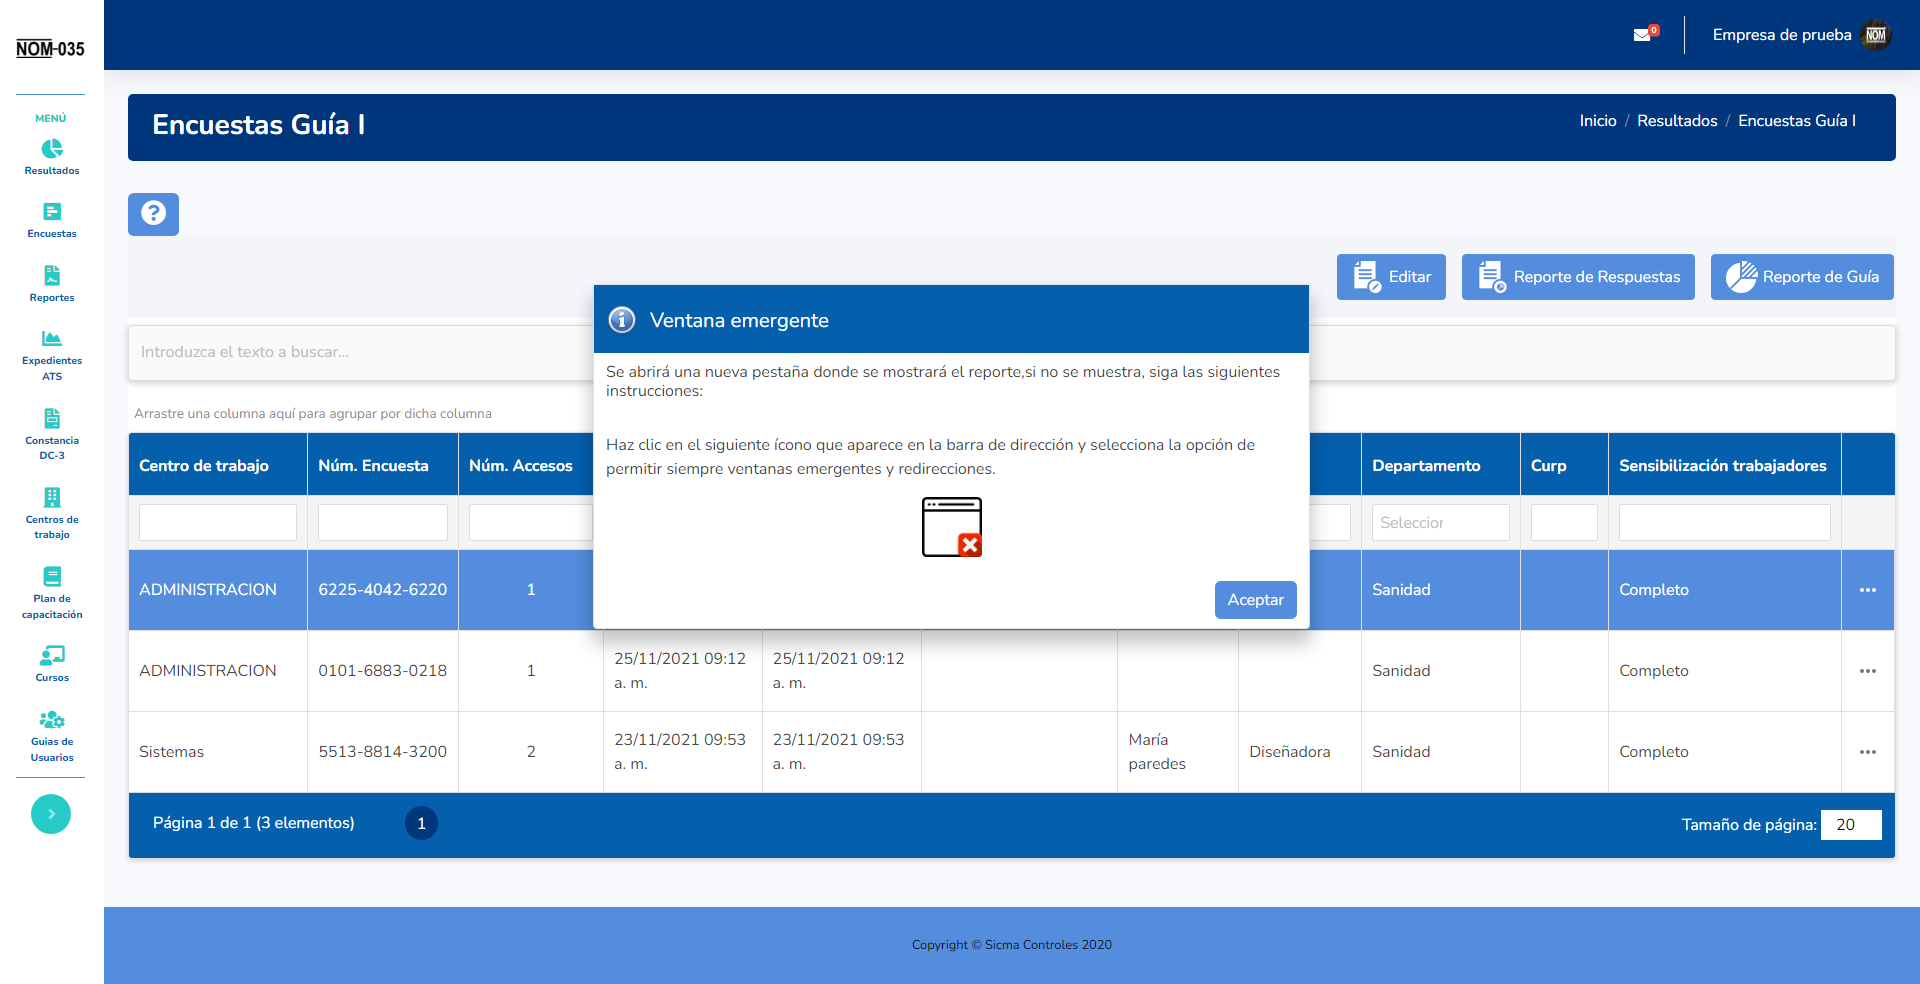 NOM-035
0
Empresa de prueba
NOM
MENÚ
Resultados
Encuestas
Reportes
Expedientes
ATS
Constancia
DC-3
Centros de
trabajo
Plan de
capacitación
Cursos
Guias de
Usuarios
Encuestas Guía I
Inicio / Resultados / Encuestas Guía I
?
Editar
Reporte de Respuestas
Reporte de Guía
Introduzca el texto a buscar...
Arrastre una columna aquí para agrupar por dicha columna
Ventana emergente
Se abrirá una nueva pestaña donde se mostrará el reporte,si no se muestra, siga las siguientes
instrucciones:
Haz clic en el siguiente ícono que aparece en la barra de dirección y selecciona la opción de
permitir siempre ventanas emergentes y redirecciones.
Aceptar
Centro de trabajo Núm. Encuesta Núm. Accesos Departamento Curp Sensibilización trabajadores
Seleccior
ADMINISTRACION 6225-4042-6220 1 Sanidad Completo ...
ADMINISTRACION 0101-6883-0218 1 25/11/2021 09:12 a. m. 25/11/2021 09:12 a. m. Sanidad Completo ...
Sistemas 5513-8814-3200 2 23/11/2021 09:53 a. m. 23/11/2021 09:53 a. m. María paredes Diseñadora Sanidad Completo ...
Página 1 de 1 (3 elementos) 1 Tamaño de página: 20
Copyright © Sicma Controles 2020